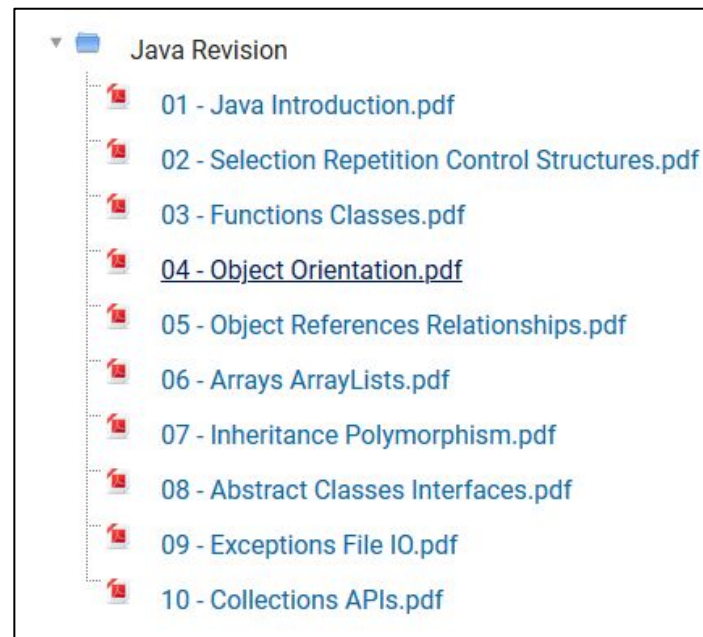 Java Revision
01 - Java Introduction.pdf
02 - Selection Repetition Control Structures.pdf
03 - Functions Classes.pdf
04 - Object Orientation.pdf
05 - Object References Relationships.pdf
06 - Arrays ArrayLists.pdf
07 - Inheritance Polymorphism.pdf
08 - Abstract Classes Interfaces.pdf
09 - Exceptions File IO.pdf
10 - Collections APIs.pdf